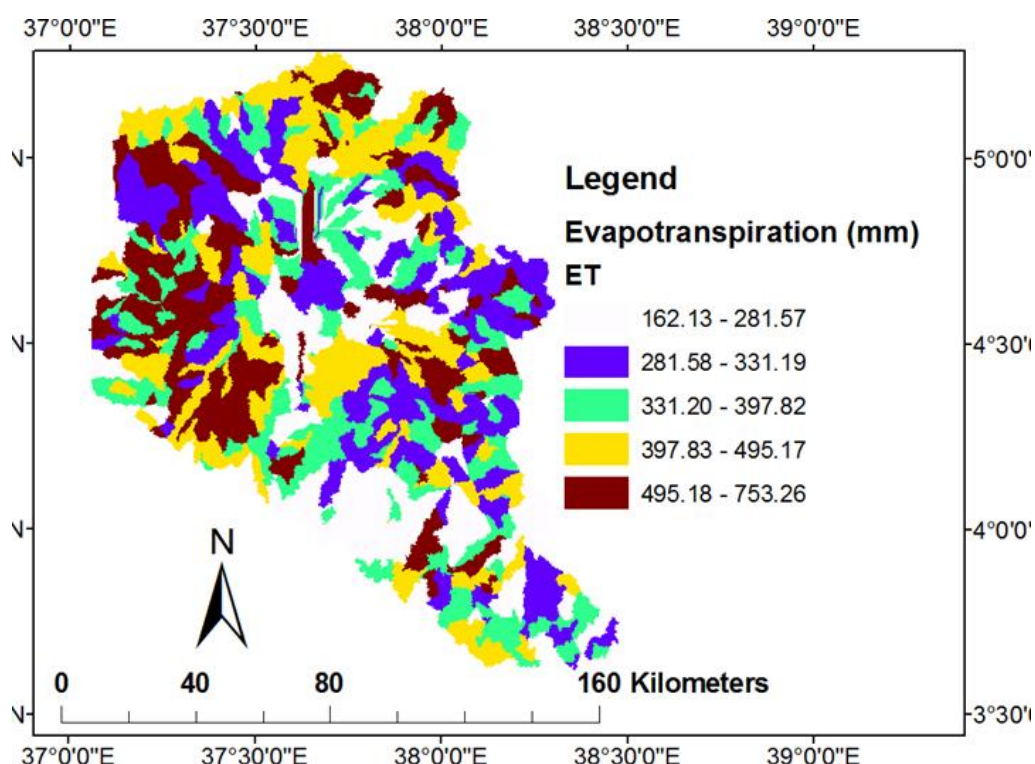 37°0'0"E 37°30'0"E 38°0'0"E 38°30'0"E 39°0'0"E
N 5°0'0"
Legend
Evapotranspiration (mm)
ET
162.13 - 281.57
N 4°30'0
281.58 - 331.19
331.20 - 397.82
397.83 - 495.17
495.18 - 753.26
N 4°0'0"
N
0 40 80 160 Kilometers
N 3°30'0
37°0'0"E 37°30'0"E 38°0'0"E 38°30'0"E 39°0'0"E